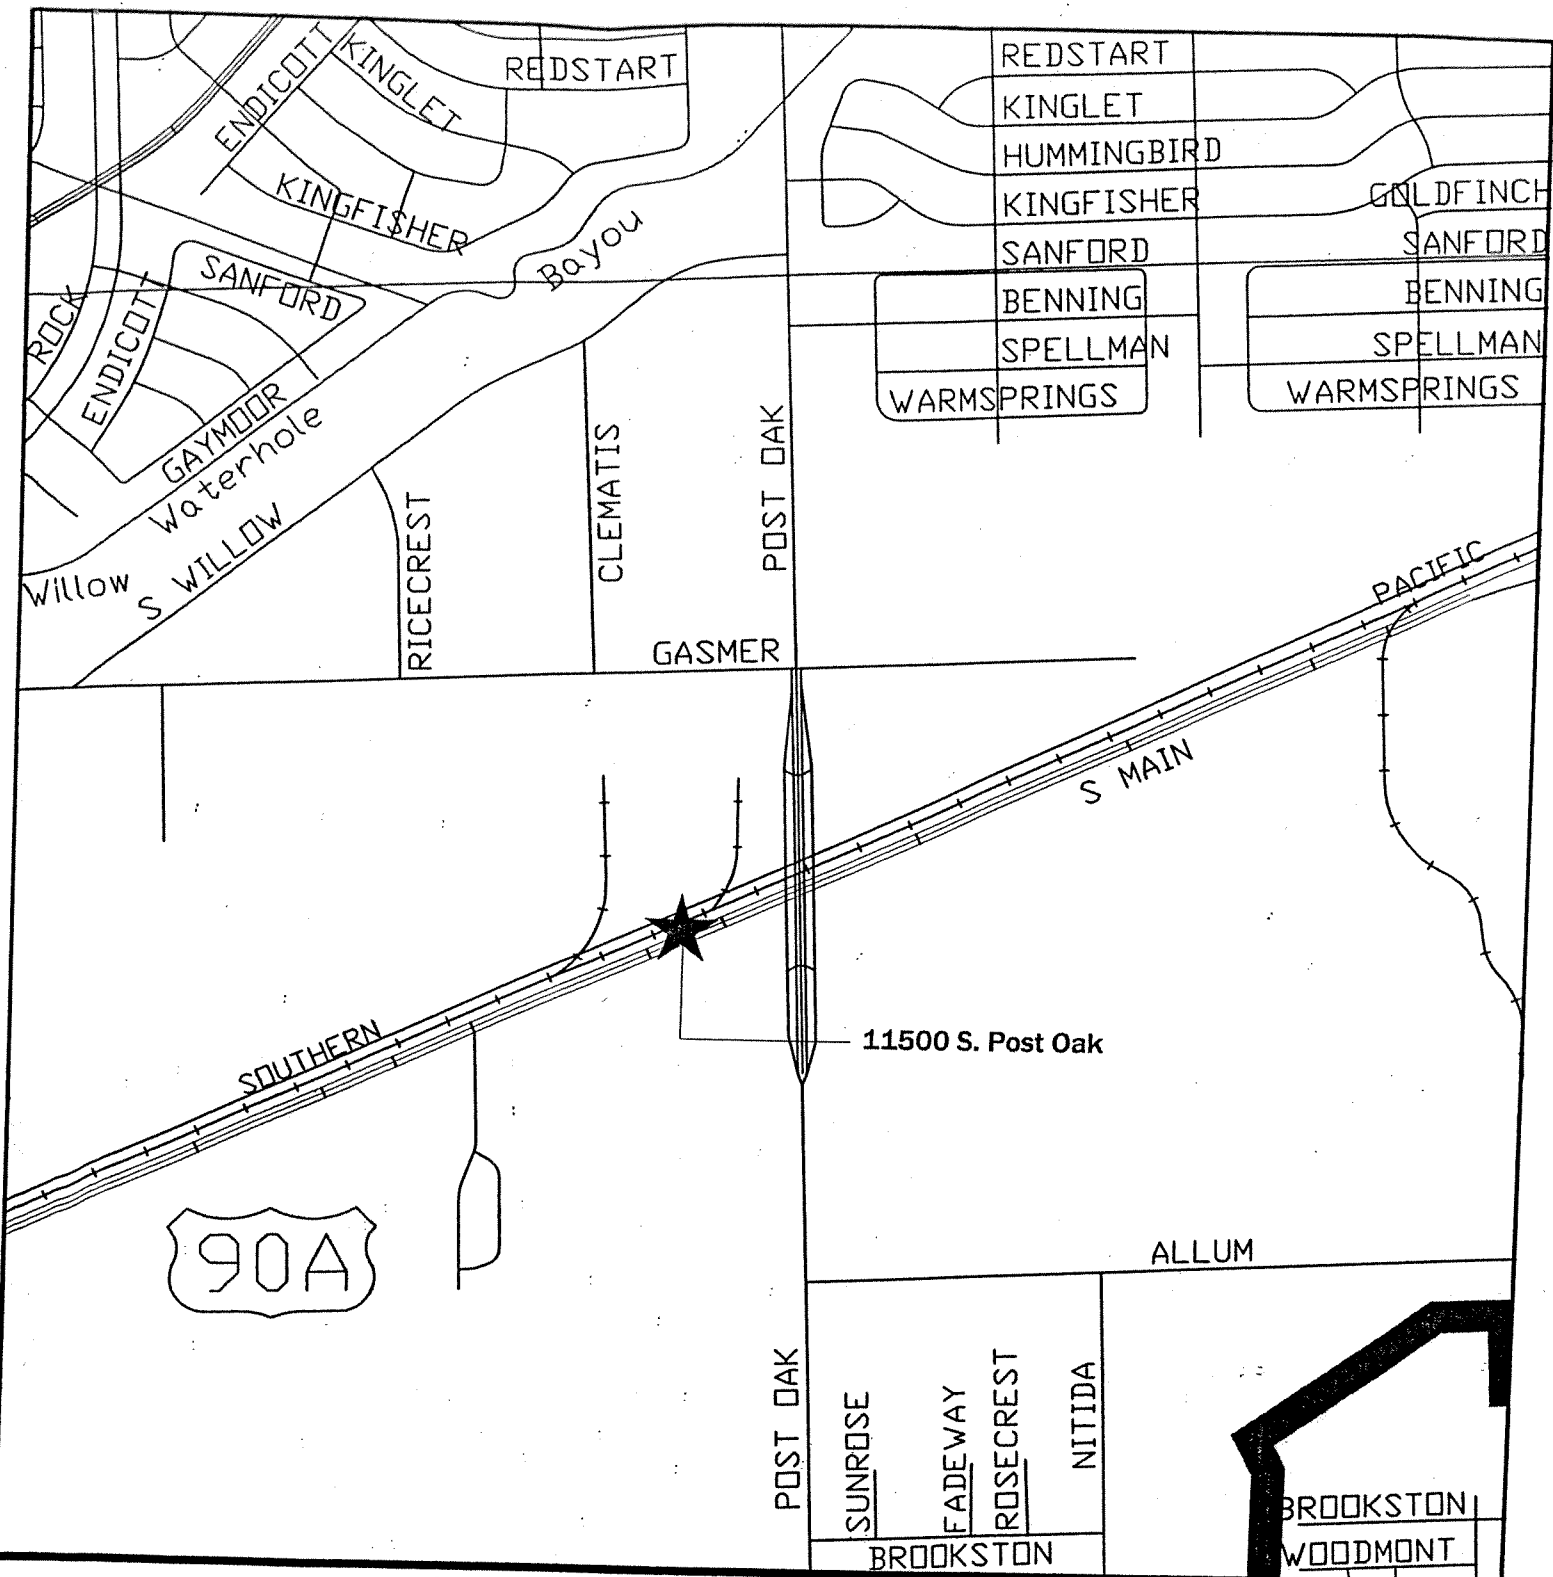 ENDICOTT
KINGLET
REDSTART
REDSTART
KINGLET
HUMMINGBIRD
KINGFISHER
KINGFISHER
GOLDFINCH
SANFORD
SANFORD
SANFORD
BENNING
BENNING
SPELLMAN
SPELLMAN
WARMSPRINGS
WARMSPRINGS
ROCK
ENDICOTT
GAYMOOR
Willow Waterhole Bayou
S WILLOW
RICECREST
CLEMATIS
POST OAK
GASMER
SOUTHERN PACIFIC
S MAIN
11500 S. Post Oak
90A
ALLUM
POST OAK
SUNROSE
FADEWAY
ROSECREST
NITIDA
BROOKSTON
BROOKSTON
WOODMONT